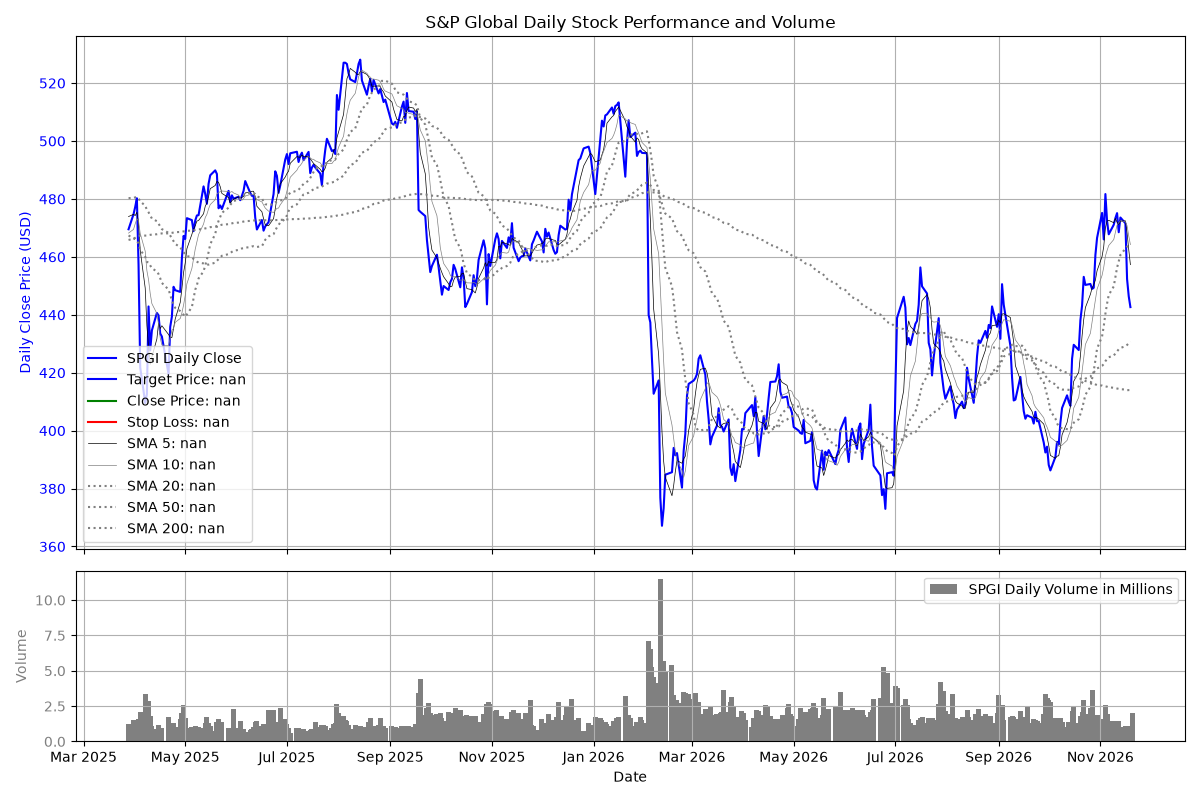 S&P Global Daily Stock Performance and Volume
Daily Close Price (USD)
520
500
480
460
440
420
400
380
360
SPGI Daily Close
Target Price: nan
Close Price: nan
Stop Loss: nan
SMA 5: nan
SMA 10: nan
SMA 20: nan
SMA 50: nan
SMA 200: nan
Volume
10.0
7.5
5.0
2.5
0.0
SPGI Daily Volume in Millions
Mar 2025 May 2025 Jul 2025 Sep 2025 Nov 2025 Jan 2026 Mar 2026 May 2026 Jul 2026 Sep 2026 Nov 2026
Date